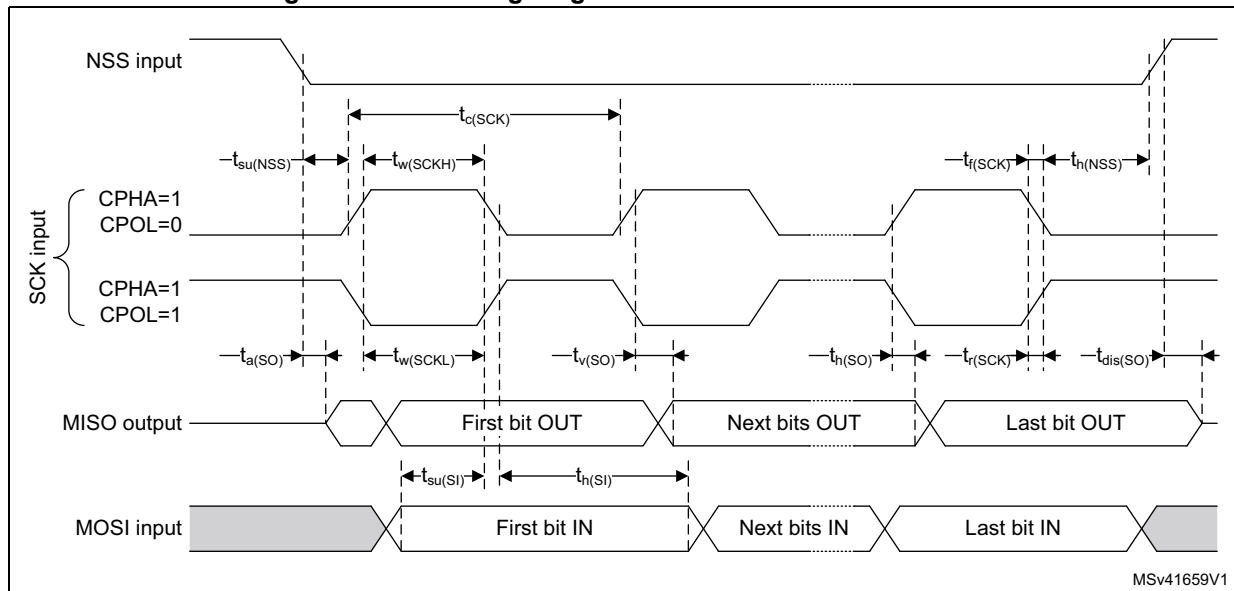 NSS input
tc(SCK)
tsu(NSS)
tw(SCKH)
tf(SCK)
th(NSS)
SCK input
CPHA=1
CPOL=0
CPHA=1
CPOL=1
ta(SO)
tw(SCKL)
tv(SO)
th(SO)
tr(SCK)
tdis(SO)
MISO output
First bit OUT
Next bits OUT
Last bit OUT
tsu(SI)
th(SI)
MOSI input
First bit IN
Next bits IN
Last bit IN
MSv41659V1